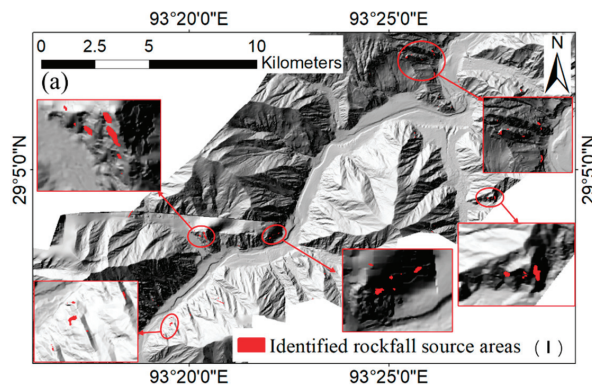 93°20'0"E 93°25'0"E
0 2.5 5 10
Kilometers
N
(a)
29°5'0"N
29°5'0"N
Identified rockfall source areas (I)
93°20'0"E 93°25'0"E